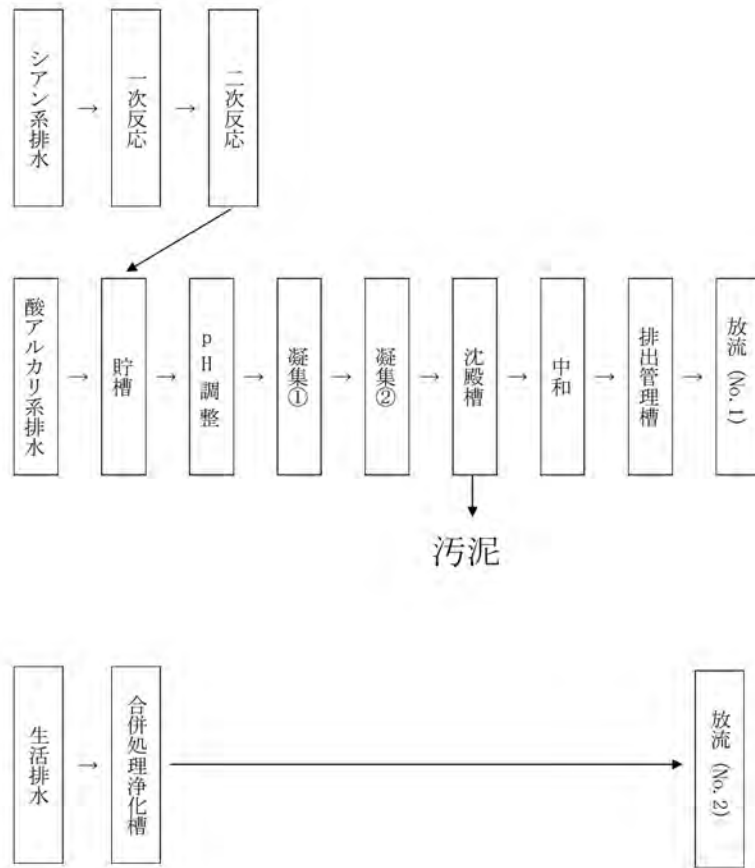 シアン系排水
→
一次反応
→
二次反応
酸アルカリ系排水
→
貯槽
→
pH調整
→
凝集①
→
凝集②
→
沈殿槽
→
中和
→
排出管理槽
→
放流 (No. 1)
汚泥
生活排水
→
合併処理浄化槽
放流 (No. 2)